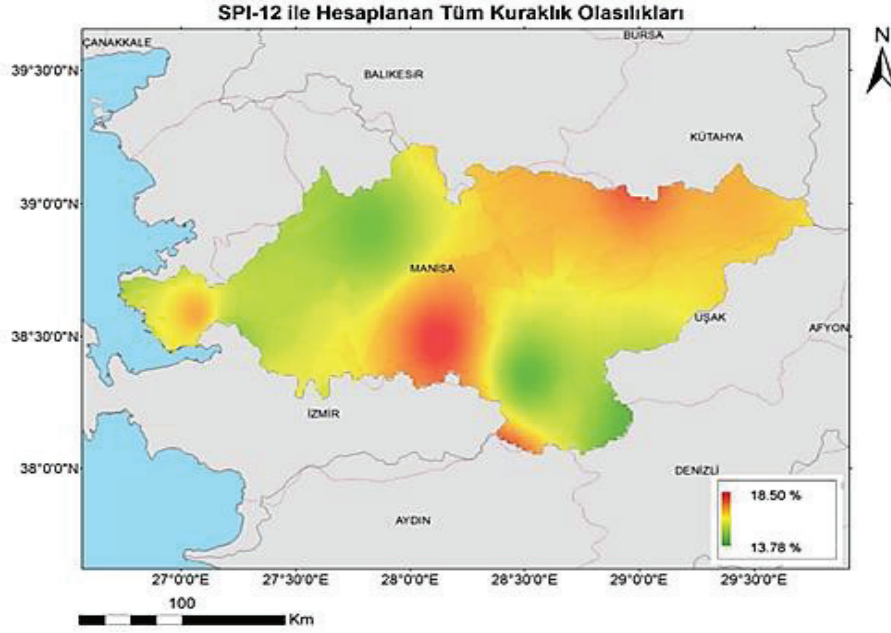 SPI-12 ile Hesaplanan Tüm Kuraklık Olasılıkları
ÇANAKKALE
BURSA
N
39°30'0"N
BALIKESİR
KÜTAHYA
39°0'0"N
MANİSA
38°30'0"N
UŞAK
AFYON
İZMİR
38°0'0"N
DENİZLİ
18.50 %
AYDIN
13.78 %
27°0'0"E 27°30'0"E 28°0'0"E 28°30'0"E 29°0'0"E 29°30'0"E
100
Km